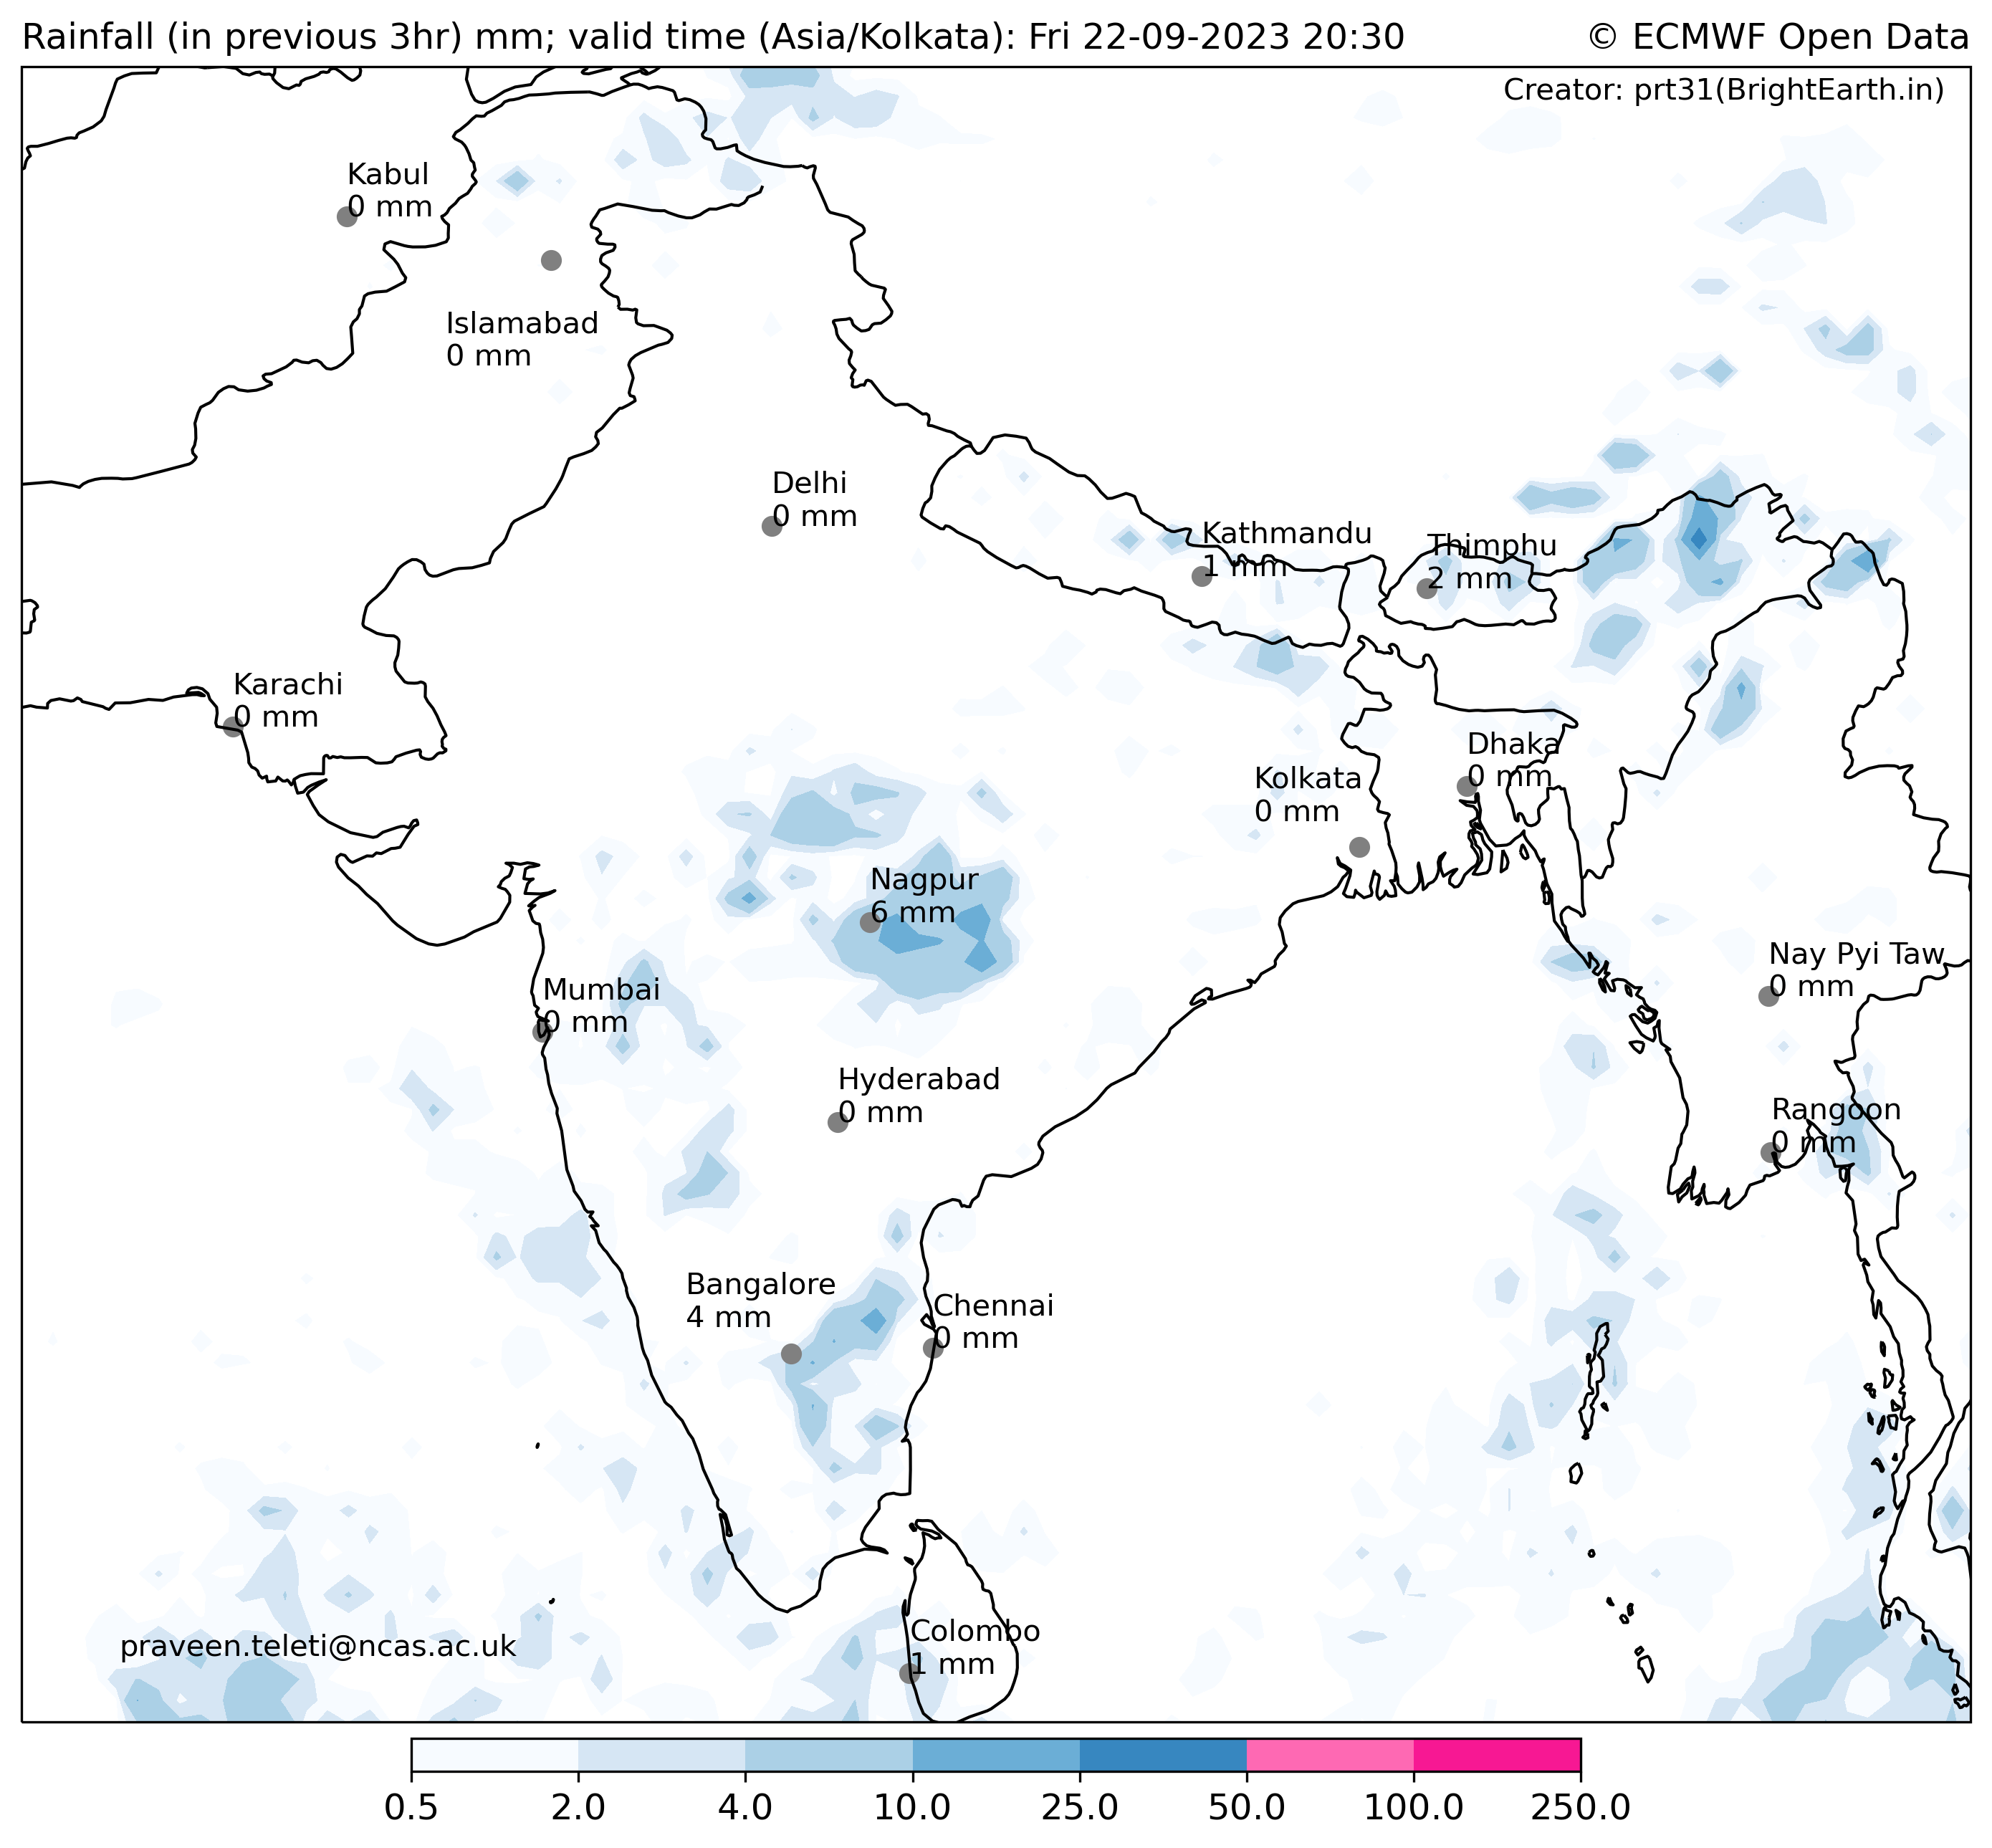 Rainfall (in previous 3hr) mm; valid time (Asia/Kolkata): Fri 22-09-2023 20:30
© ECMWF Open Data
Creator: prt31(BrightEarth.in)
Kabul
0 mm
Islamabad
0 mm
Delhi
0 mm
Kathmandu
1 mm
Thimphu
2 mm
Karachi
0 mm
Dhaka
0 mm
Kolkata
0 mm
Nagpur
6 mm
Nay Pyi Taw
0 mm
Mumbai
0 mm
Hyderabad
0 mm
Rangoon
0 mm
Bangalore
4 mm
Chennai
0 mm
Colombo
1 mm
praveen.teleti@ncas.ac.uk
0.5 2.0 4.0 10.0 25.0 50.0 100.0 250.0